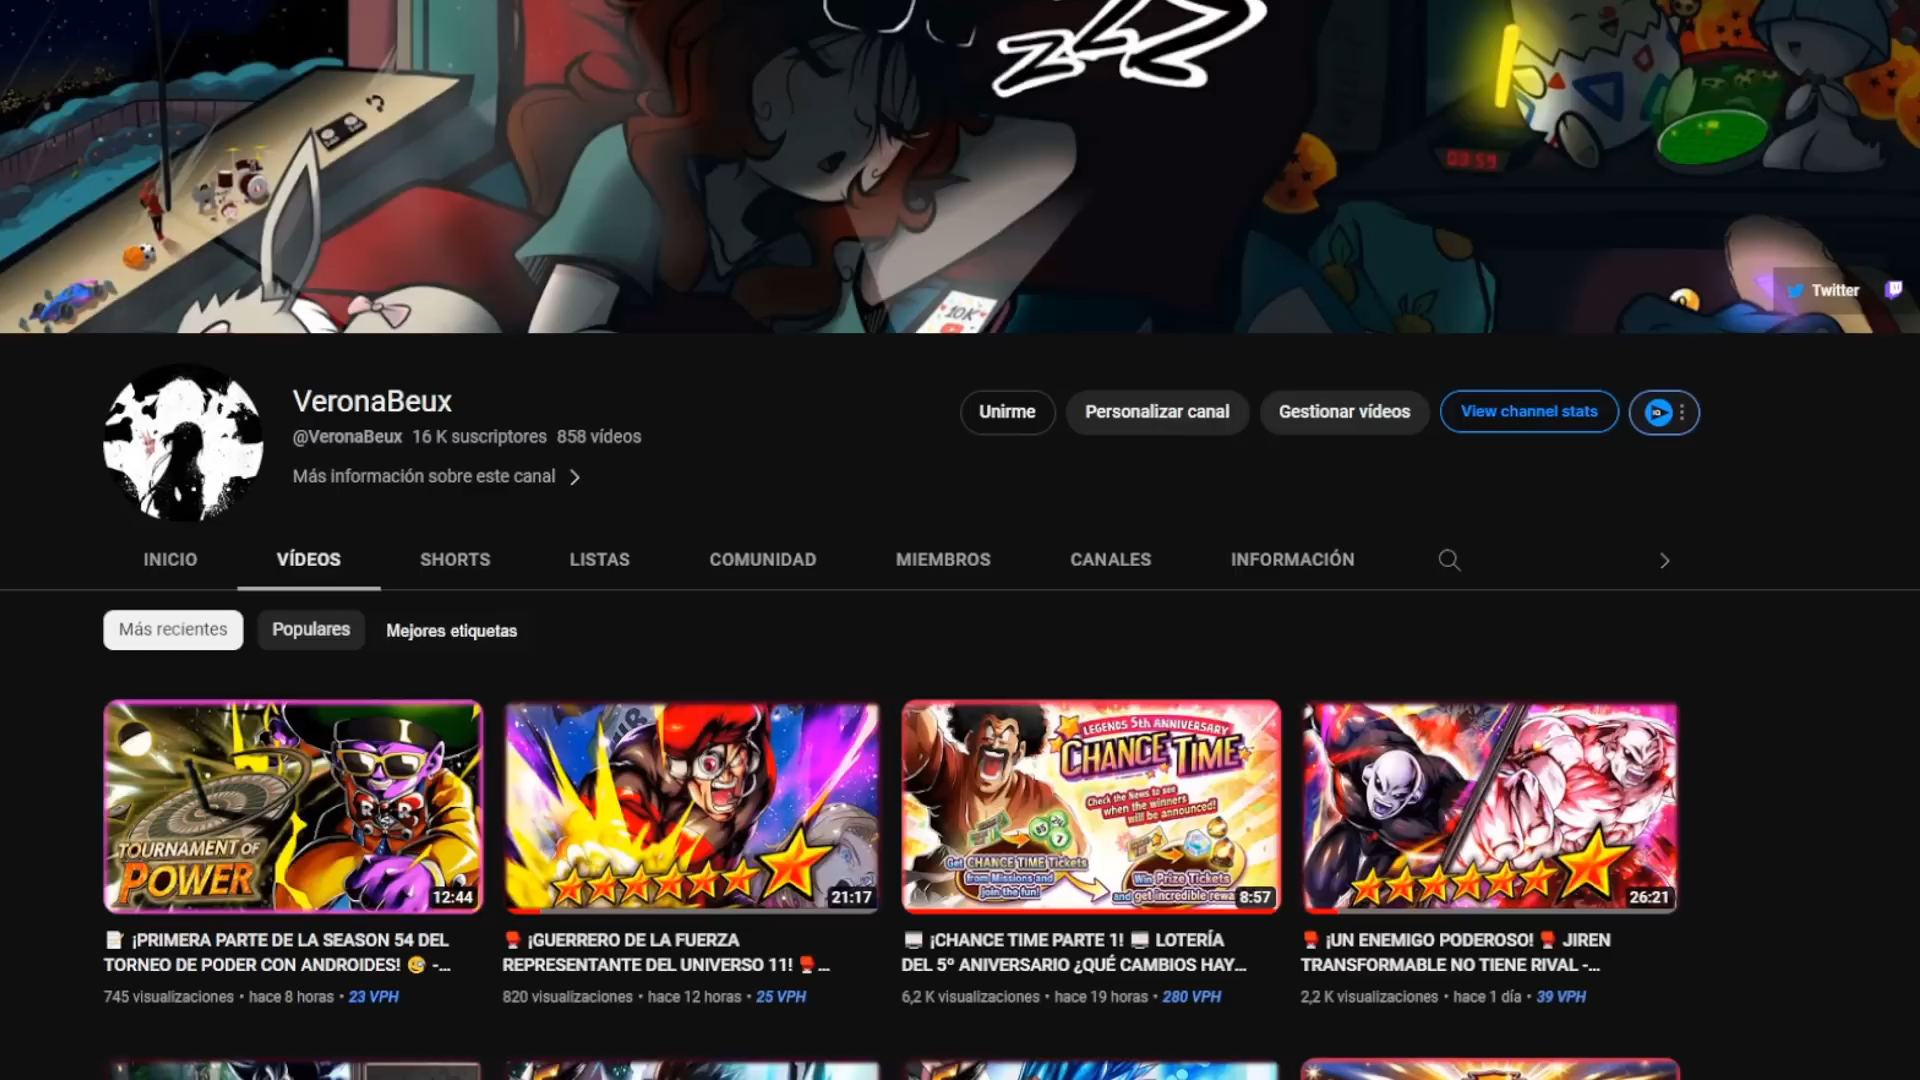 zZZ
03:59
10K
Twitter
VeronaBeux
@VeronaBeux 16 K suscriptores 858 vídeos
Más información sobre este canal
Unirme
Personalizar canal
Gestionar vídeos
View channel stats
INICIO
VÍDEOS
SHORTS
LISTAS
COMUNIDAD
MIEMBROS
CANALES
INFORMACIÓN
Más recientes
Populares
Mejores etiquetas
TOURNAMENT OF
POWER
12:44
21:17
LEGENDS 5th ANNIVERSARY
CHANCE TIME
Check the News to see
when the winners
will be announced!
Get CHANCE TIME Tickets
from Missions and
join the fun!
Win Prize Tickets
and get incredible rewa
8:57
26:21
¡PRIMERA PARTE DE LA SEASON 54 DEL
TORNEO DE PODER CON ANDROIDES! 🧐 -...
745 visualizaciones • hace 8 horas • 23 VPH
¡GUERRERO DE LA FUERZA
REPRESENTANTE DEL UNIVERSO 11! ...
820 visualizaciones • hace 12 horas • 25 VPH
¡CHANCE TIME PARTE 1! LOTERÍA
DEL 5º ANIVERSARIO ¿QUÉ CAMBIOS HAY...
6,2 K visualizaciones • hace 19 horas • 280 VPH
¡UN ENEMIGO PODEROSO! JIREN
TRANSFORMABLE NO TIENE RIVAL -...
2,2 K visualizaciones • hace 1 día • 39 VPH